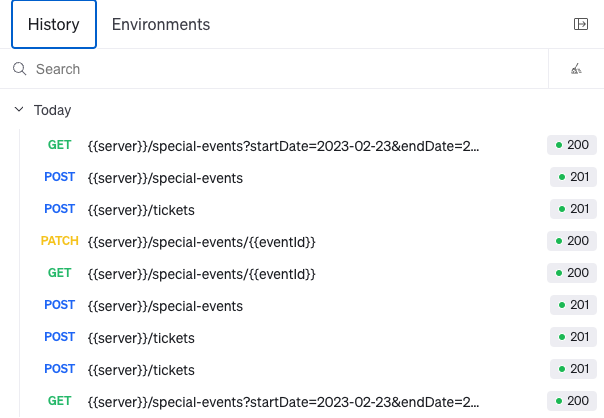 History Environments
Search
Today
GET {{server}}/special-events?startDate=2023-02-23&endDate=2... 200
POST {{server}}/special-events 201
POST {{server}}/tickets 201
PATCH {{server}}/special-events/{{eventId}} 200
GET {{server}}/special-events/{{eventId}} 200
POST {{server}}/special-events 201
POST {{server}}/tickets 201
POST {{server}}/tickets 201
GET {{server}}/special-events?startDate=2023-02-23&endDate=2... 200